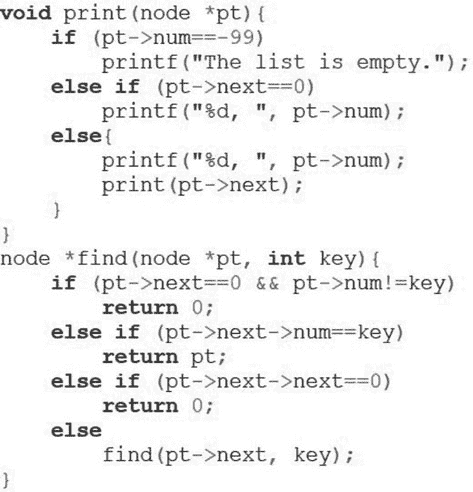 void print(node *pt){
    if (pt->num==-99)
        printf("The list is empty.");
    else if (pt->next==0)
        printf("%d, ", pt->num);
    else{
        printf("%d, ", pt->num);
        print(pt->next);
    }
}
node *find(node *pt, int key){
    if (pt->next==0 && pt->num!=key)
        return 0;
    else if (pt->next->num==key)
        return pt;
    else if (pt->next->next==0)
        return 0;
    else
        find(pt->next, key);
}